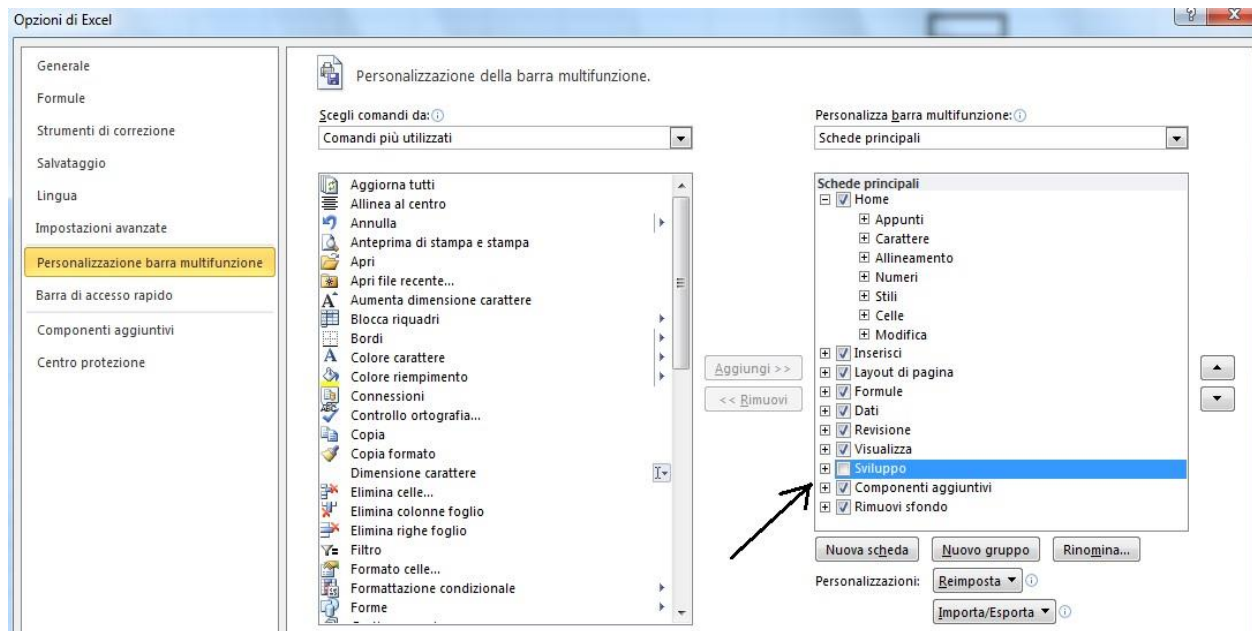 Opzioni di Excel
Generale
Formule
Strumenti di correzione
Salvataggio
Lingua
Impostazioni avanzate
Personalizzazione barra multifunzione
Barra di accesso rapido
Componenti aggiuntivi
Centro protezione
Personalizzazione della barra multifunzione.
Scegli comandi da:
Comandi più utilizzati
Aggiorna tutti
Allinea al centro
Annulla
Anteprima di stampa e stampa
Apri
Apri file recente...
Aumenta dimensione carattere
Blocca riquadri
Bordi
Colore carattere
Colore riempimento
Connessioni
Controllo ortografia...
Copia
Copia formato
Dimensione carattere
Elimina celle...
Elimina colonne foglio
Elimina righe foglio
Filtro
Formato celle...
Formattazione condizionale
Forme
Aggiungi >>
<< Rimuovi
Personalizza barra multifunzione:
Schede principali
Schede principali
Home
Appunti
Carattere
Allineamento
Numeri
Stili
Celle
Modifica
Inserisci
Layout di pagina
Formule
Dati
Revisione
Visualizza
Sviluppo
Componenti aggiuntivi
Rimuovi sfondo
Nuova scheda Nuovo gruppo Rinomina...
Personalizzazioni: Reimposta
Importa/Esporta